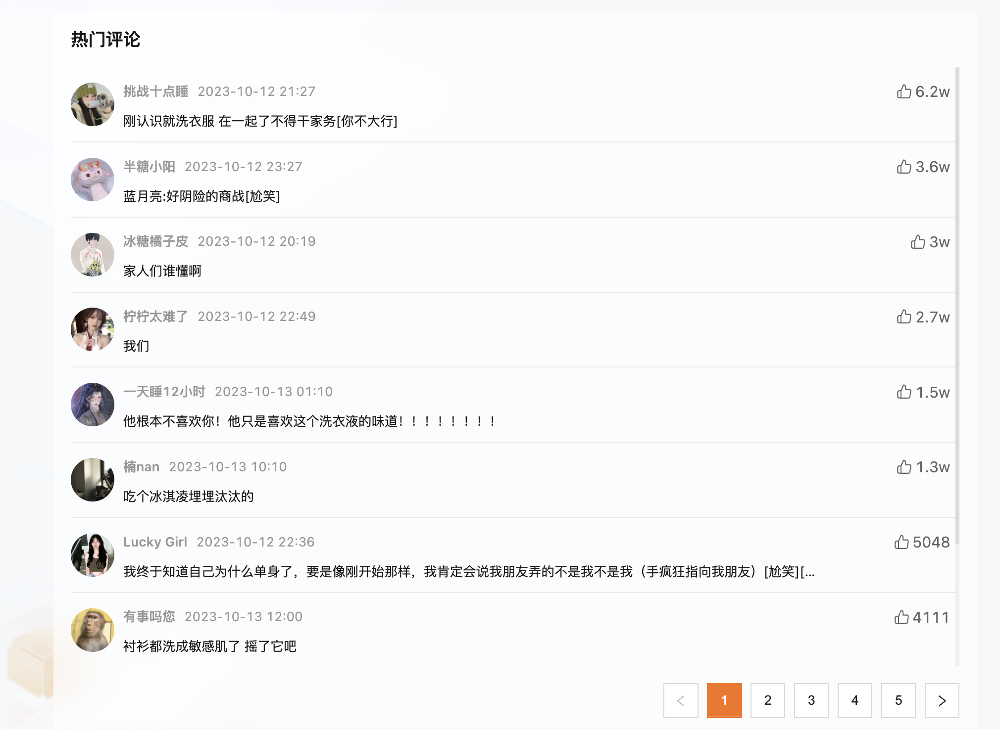 热门评论
挑战十点睡 2023-10-12 21:27 6.2w
刚认识就洗衣服 在一起了不得干家务[你不大行]
半糖小阳 2023-10-12 23:27 3.6w
蓝月亮:好阴险的商战[尬笑]
冰糖橘子皮 2023-10-12 20:19 3w
家人们谁懂啊
柠柠太难了 2023-10-12 22:49 2.7w
我们
一天睡12小时 2023-10-13 01:10 1.5w
他根本不喜欢你！他只是喜欢这个洗衣液的味道！！！！！！！！
楠nan 2023-10-13 10:10 1.3w
吃个冰淇凌埋埋汰汰的
Lucky Girl 2023-10-12 22:36 5048
我终于知道自己为什么单身了，要是像刚开始那样，我肯定会说我朋友弄的不是我不是我（手疯狂指向我朋友）[尬笑][...
有事吗您 2023-10-13 12:00 4111
衬衫都洗成敏感肌了 摇了它吧
< 1 2 3 4 5 >